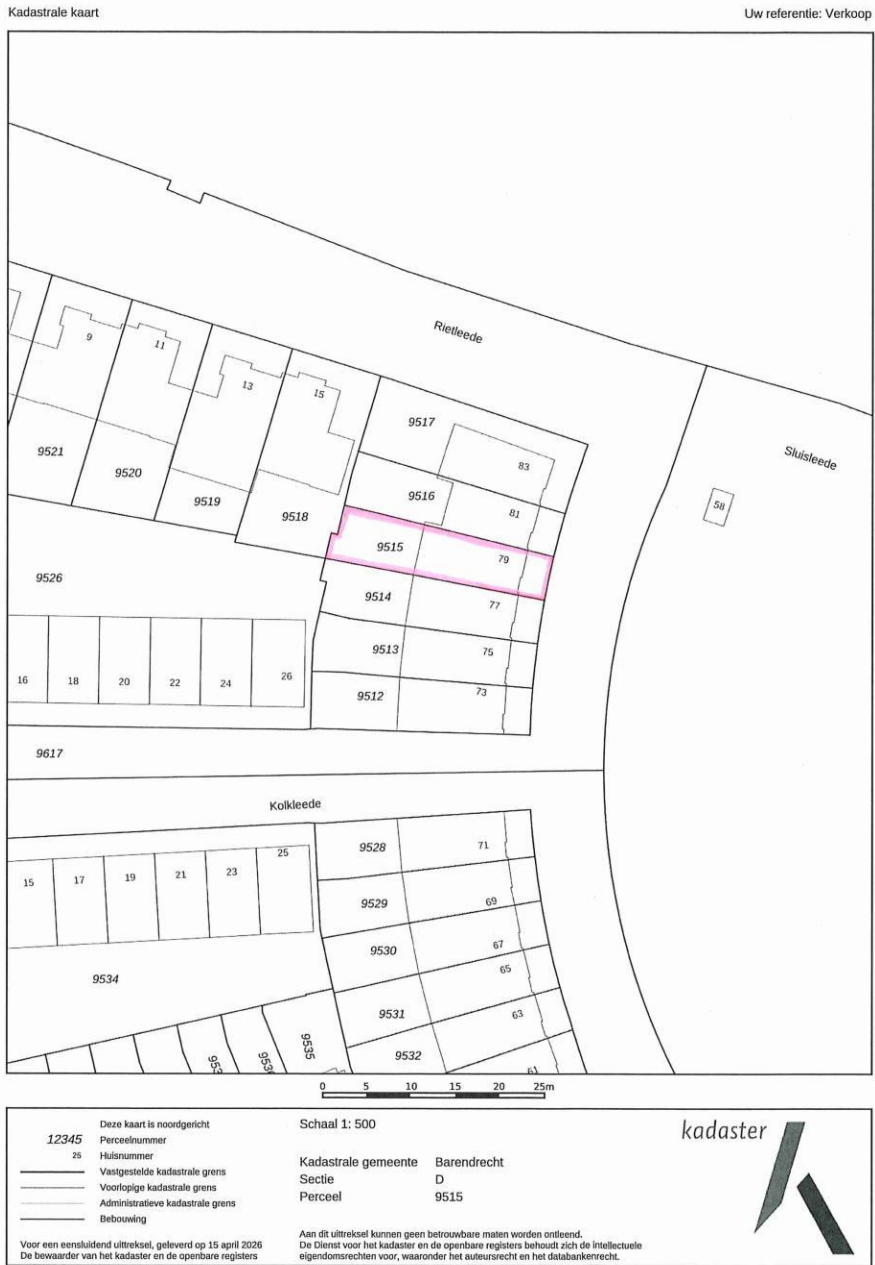 Kadastrale kaart
Uw referentie: Verkoop
Rietleede
Sluisleede
9
11
13
15
9517
83
9521
9520
9519
9518
9516
81
58
9515
79
9526
9514
77
9513
75
16
18
20
22
24
26
9512
73
9617
Kolkleede
15
17
19
21
23
25
9528
71
9529
69
9530
67
65
9534
9531
63
9532
61
9535
0 5 10 15 20 25m
Deze kaart is noordgericht
12345 Perceelnummer
25 Huisnummer
Vastgestelde kadastrale grens
Voorlopige kadastrale grens
Administratieve kadastrale grens
Bebouwing
Voor een eensluidend uittreksel, geleverd op 15 april 2026
De bewaarder van het kadaster en de openbare registers
Schaal 1: 500
Kadastrale gemeente Barendrecht
Sectie D
Perceel 9515
Aan dit uittreksel kunnen geen betrouwbare maten worden ontleend.
De Dienst voor het kadaster en de openbare registers behoudt zich de intellectuele
eigendomsrechten voor, waaronder het auteursrecht en het databankenrecht.
kadaster